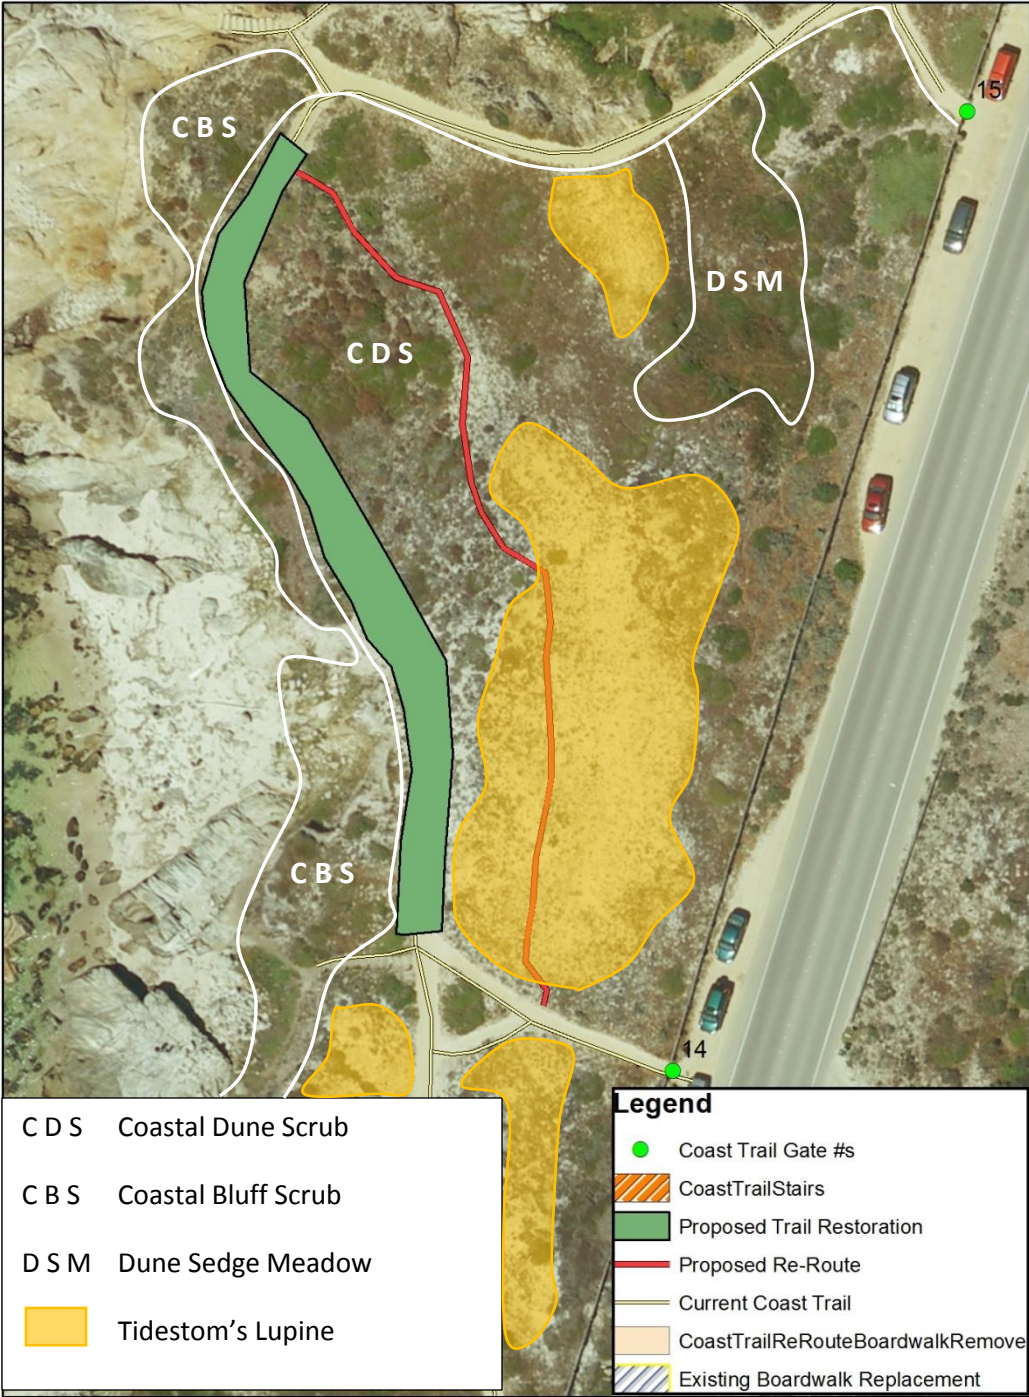 15
C B S
D S M
C D S
C B S
14
C D S Coastal Dune Scrub
C B S Coastal Bluff Scrub
D S M Dune Sedge Meadow
Tidestom's Lupine
Legend
Coast Trail Gate #s
CoastTrailStairs
Proposed Trail Restoration
Proposed Re-Route
Current Coast Trail
CoastTrailReRouteBoardwalkRemove
Existing Boardwalk Replacement